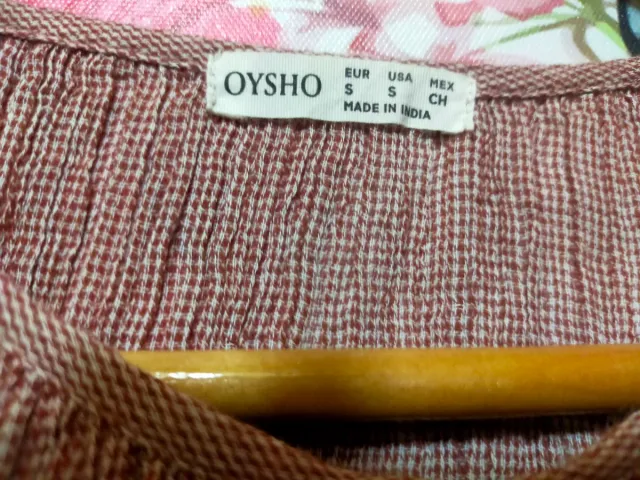 OYSHO
EUR USA MEX
S S CH
MADE IN INDIA